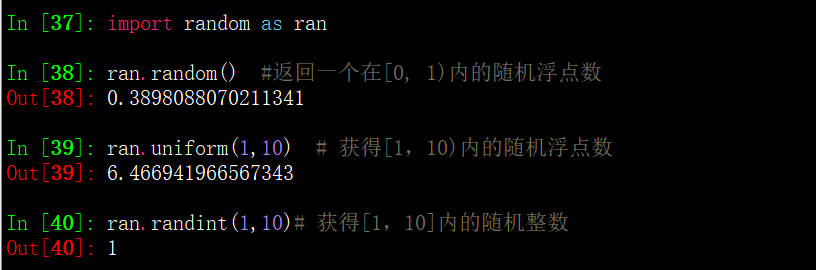 In [37]: import random as ran
In [38]: ran.random()  #返回一个在[0, 1)内的随机浮点数
Out[38]: 0.3898088070211341
In [39]: ran.uniform(1,10)  # 获得[1, 10)内的随机浮点数
Out[39]: 6.466941966567343
In [40]: ran.randint(1,10)# 获得[1, 10]内的随机整数
Out[40]: 1